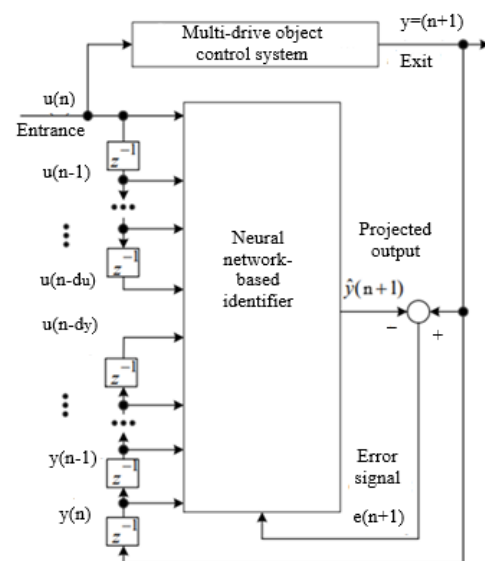 Multi-drive object
control system
y=(n+1)
Exit
u(n)
Entrance
z⁻¹
u(n-1)
•••
z⁻¹
u(n-du)
Neural
network-
based
identifier
Projected
output
ŷ(n+1)
−
+
u(n-dy)
z⁻¹
•••
y(n-1)
z⁻¹
y(n)
z⁻¹
Error
signal
e(n+1)